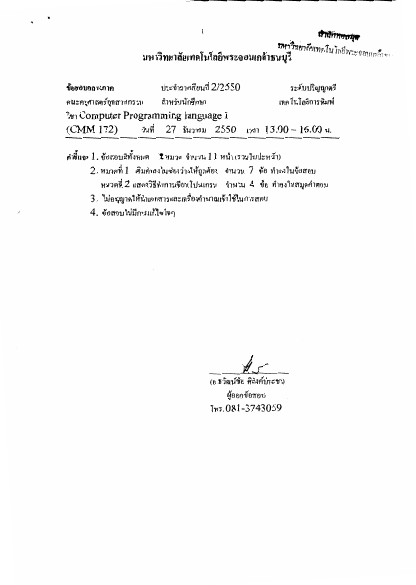 1
สำนักหอสมุด
มหาวิทยาลัยเทคโนโลยีพระจอมเกล้าธนบุรี
มหาวิทยาลัยเทคโนโลยีพระจอมเกล้าธนบุรี
ข้อสอบกลางภาค ประจำภาคเรียนที่ 2/2550 ระดับปริญญาตรี
คณะครุศาสตร์อุตสาหกรรม สำหรับนักศึกษา เทคโนโลยีการพิมพ์
วิชา Computer Programming language 1
(CMM 172) วันที่ 27 ธันวาคม 2550 เวลา 13.00 - 16.00 น.
คำชี้แจง 1. ข้อสอบมีทั้งหมด 2 หมวด จำนวน 11 หน้า (รวมใบปะหน้า)
2. หมวดที่ 1 เติมคำลงในช่องว่างให้ถูกต้อง จำนวน 7 ข้อ ทำลงในข้อสอบ
หมวดที่ 2 แสดงวิธีทำการเขียนโปรแกรม จำนวน 4 ข้อ ทำลงในสมุดคำตอบ
3. ไม่อนุญาตให้นำเอกสารและเครื่องคำนวณเข้าใช้ในการสอบ
4. ข้อสอบไม่มีการแก้ไขใดๆ
ผู้ออกข้อสอบ
โทร. 081-3743059